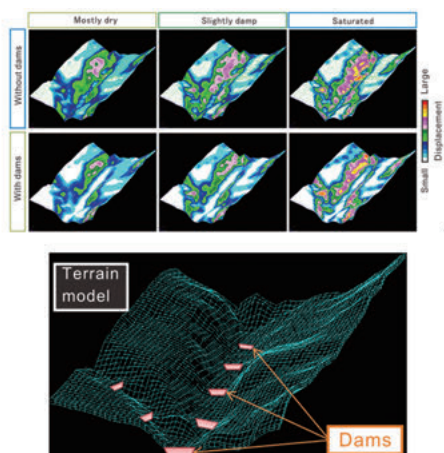 Mostly dry
Slightly damp
Saturated
Without dams
With dams
Small
Large
Displacement
Terrain
model
Dams